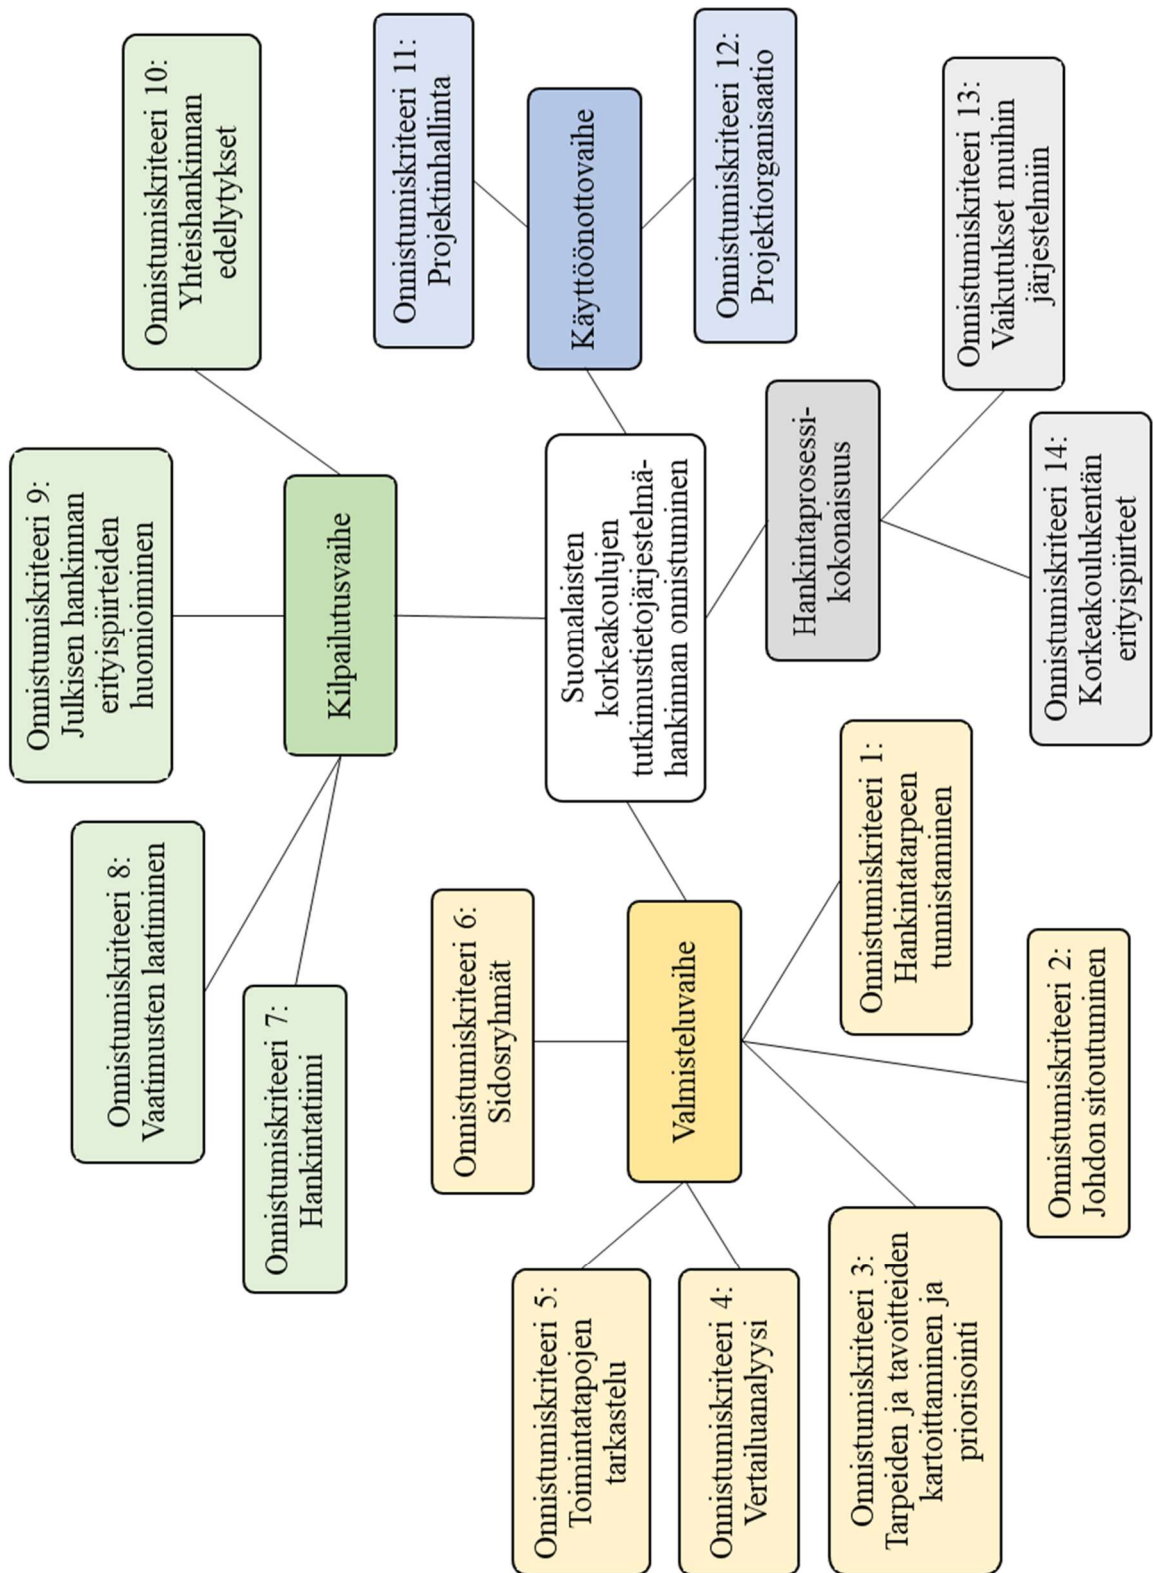 Suomalaisten
korkeakoulujen
tutkimustietojärjestelmä-
hankinnan onnistuminen
Valmisteluvaihe
Onnistumiskriteeri 1:
Hankintatarpeen
tunnistaminen
Onnistumiskriteeri 2:
Johdon sitoutuminen
Onnistumiskriteeri 3:
Tarpeiden ja tavoitteiden
kartoittaminen ja
priorisointi
Onnistumiskriteeri 4:
Vertailuanalyysi
Onnistumiskriteeri 5:
Toimintatapojen
tarkastelu
Onnistumiskriteeri 6:
Sidosryhmät
Kilpailutusvaihe
Onnistumiskriteeri 7:
Hankintatiimi
Onnistumiskriteeri 8:
Vaatimusten laatiminen
Onnistumiskriteeri 9:
Julkisen hankinnan
erityispiirteiden
huomioiminen
Onnistumiskriteeri 10:
Yhteishankinnan
edellytykset
Käyttöönottovaihe
Onnistumiskriteeri 11:
Projektinhallinta
Onnistumiskriteeri 12:
Projektiorganisaatio
Hankintaprosessi-
kokonaisuus
Onnistumiskriteeri 13:
Vaikutukset muihin
järjestelmiin
Onnistumiskriteeri 14:
Korkeakoulukentän
erityispiirteet